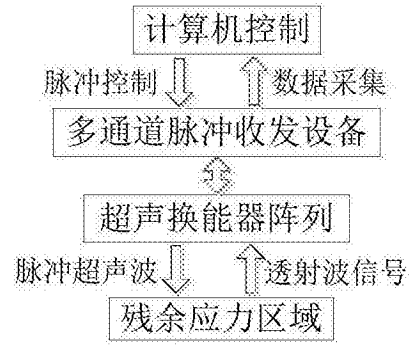 计算机控制
脉冲控制 数据采集
多通道脉冲收发设备
超声换能器阵列
脉冲超声波 透射波信号
残余应力区域